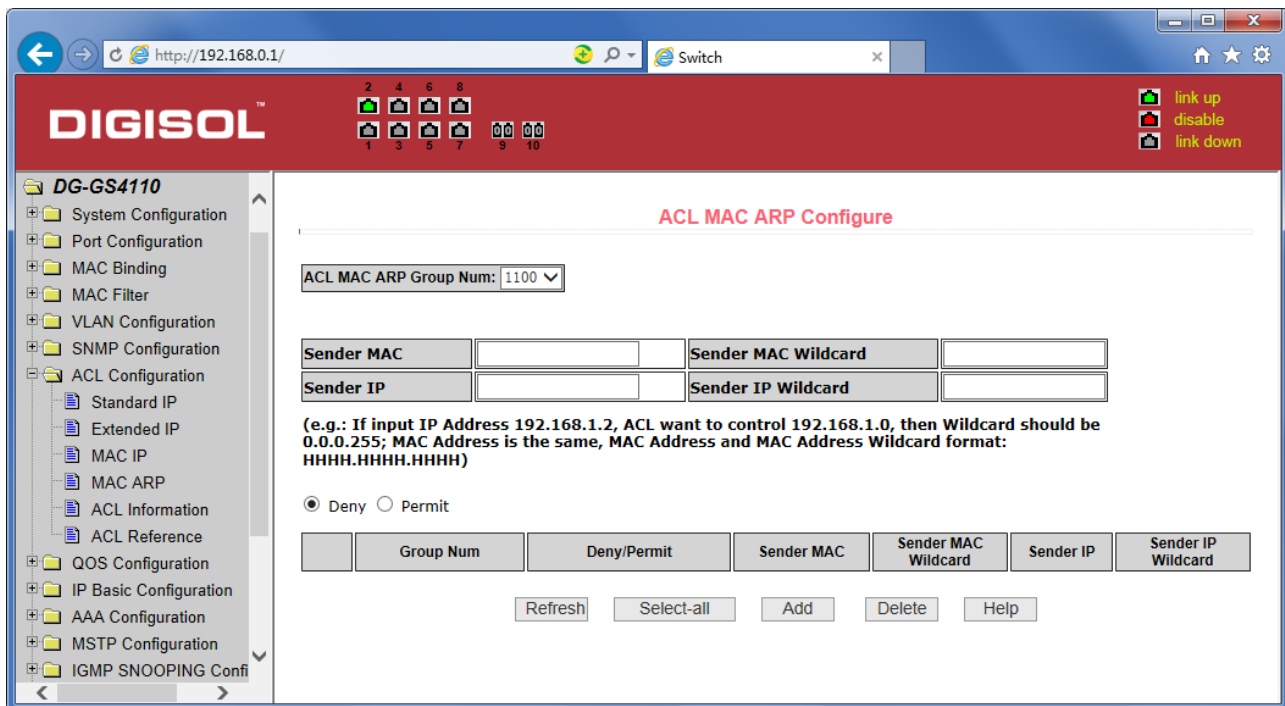 http://192.168.0.1/
Switch
DIGISOL™
2 4 6 8
1 3 5 7 9 10
link up
disable
link down
DG-GS4110
System Configuration
Port Configuration
MAC Binding
MAC Filter
VLAN Configuration
SNMP Configuration
ACL Configuration
Standard IP
Extended IP
MAC IP
MAC ARP
ACL Information
ACL Reference
QOS Configuration
IP Basic Configuration
AAA Configuration
MSTP Configuration
IGMP SNOOPING Confi
ACL MAC ARP Configure
ACL MAC ARP Group Num: 1100
Sender MAC Sender MAC Wildcard
Sender IP Sender IP Wildcard
(e.g.: If input IP Address 192.168.1.2, ACL want to control 192.168.1.0, then Wildcard should be
0.0.0.255; MAC Address is the same, MAC Address and MAC Address Wildcard format:
HHHH.HHHH.HHHH)
Deny Permit
Group Num Deny/Permit Sender MAC Sender MAC Wildcard Sender IP Sender IP Wildcard
Refresh Select-all Add Delete Help